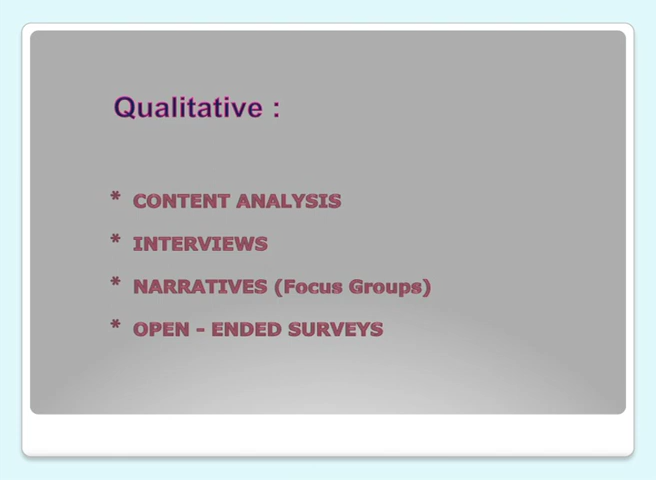 Qualitative :
* CONTENT ANALYSIS
* INTERVIEWS
* NARRATIVES (Focus Groups)
* OPEN - ENDED SURVEYS